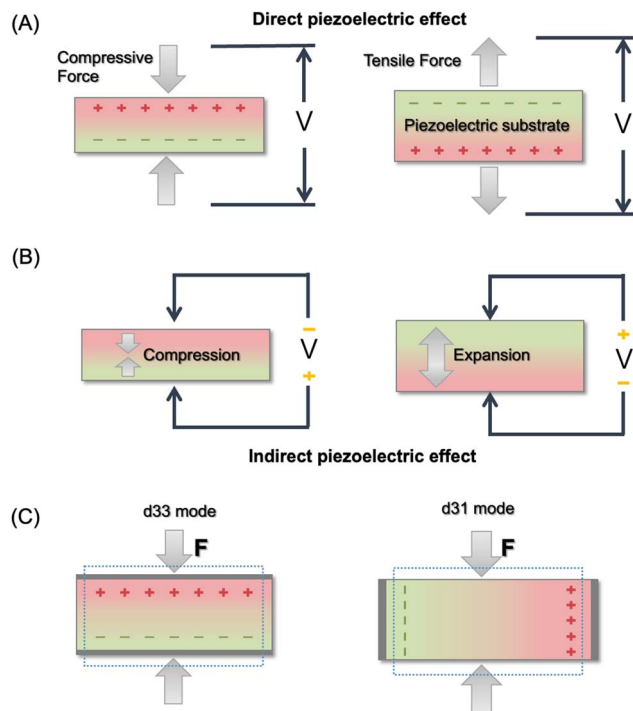 (A)
Direct piezoelectric effect
Compressive
Force
+ + + + + + +
− − − − − − −
V
Tensile Force
− − − − − − −
Piezoelectric substrate
+ + + + + + +
V
(B)
Compression
−
V
+
Expansion
+
V
−
Indirect piezoelectric effect
(C)
d33 mode
F
+ + + + + + +
− − − − − − −
d31 mode
F
− +
− +
− +
− +
− +